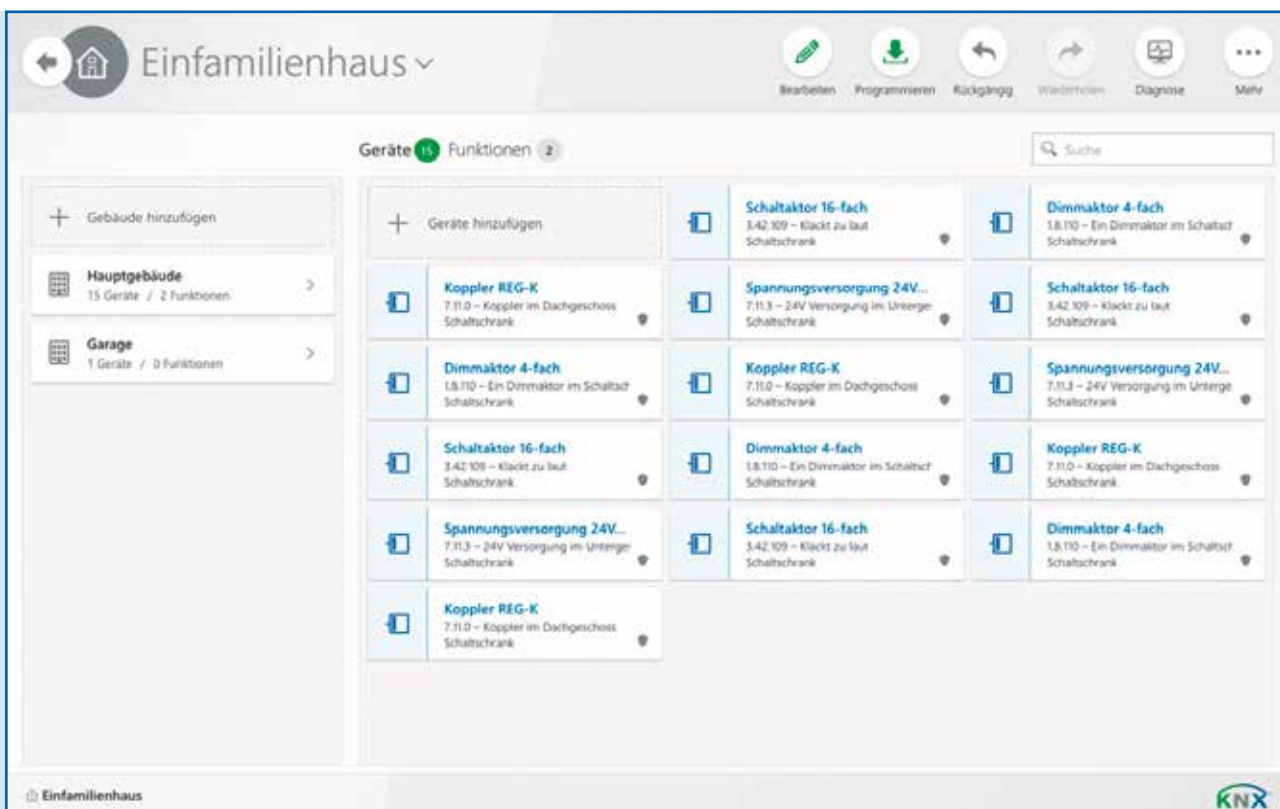 Einfamilienhaus
Bearbeiten
Programmieren
Rückgängig
Wiederholen
Diagnose
Mehr
Geräte 15 Funktionen 2
Suche
Gebäude hinzufügen
Hauptgebäude
15 Geräte / 2 Funktionen
Garage
1 Geräte / 0 Funktionen
Geräte hinzufügen
Schaltaktor 16-fach
3.42.109 – Klackt zu laut
Schaltschrank
Dimmaktor 4-fach
1.8.110 – Ein Dimmaktor im Schaltsch
Schaltschrank
Koppler REG-K
7.11.0 – Koppler im Dachgeschoss
Schaltschrank
Spannungsversorgung 24V...
7.11.3 – 24V Versorgung im Unterge
Schaltschrank
Schaltaktor 16-fach
3.42.109 – Klackt zu laut
Schaltschrank
Dimmaktor 4-fach
1.8.110 – Ein Dimmaktor im Schaltsch
Schaltschrank
Koppler REG-K
7.11.0 – Koppler im Dachgeschoss
Schaltschrank
Spannungsversorgung 24V...
7.11.3 – 24V Versorgung im Unterge
Schaltschrank
Schaltaktor 16-fach
3.42.109 – Klackt zu laut
Schaltschrank
Dimmaktor 4-fach
1.8.110 – Ein Dimmaktor im Schaltsch
Schaltschrank
Koppler REG-K
7.11.0 – Koppler im Dachgeschoss
Schaltschrank
Spannungsversorgung 24V...
7.11.3 – 24V Versorgung im Unterge
Schaltschrank
Schaltaktor 16-fach
3.42.109 – Klackt zu laut
Schaltschrank
Dimmaktor 4-fach
1.8.110 – Ein Dimmaktor im Schaltsch
Schaltschrank
Koppler REG-K
7.11.0 – Koppler im Dachgeschoss
Schaltschrank
Einfamilienhaus
KNX